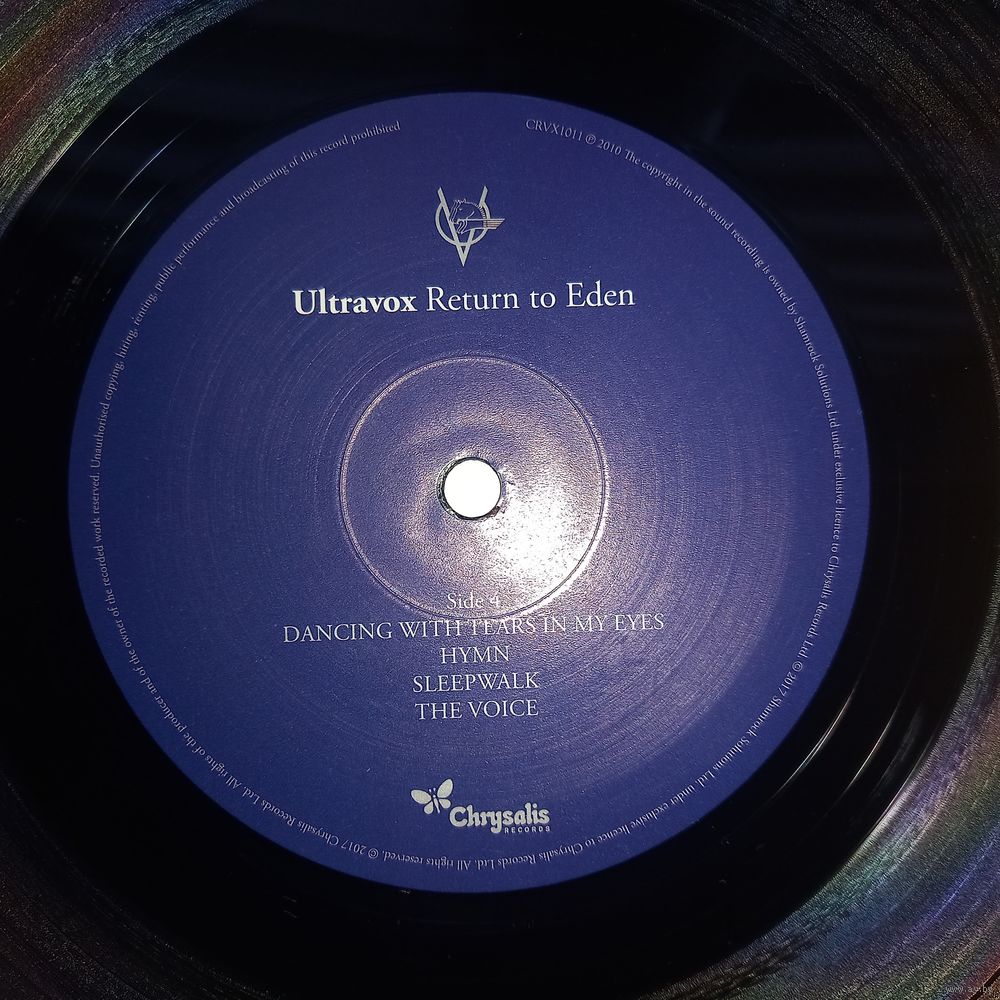 Unauthorised copying, hiring, renting, public performance and broadcasting of this record prohibited
CRVX1011 ℗ 2010 The copyright in the sound recording is owned by Shamrock Solutions Ltd under exclusive licence to Chrysalis Records Ltd. © 2017 Shamrock Solutions Ltd. under exclusive licence to Chrysalis Records Ltd. All rights reserved. © 2017 Chrysalis Records Ltd. All rights of the producer and of the owner of the recorded work reserved.
Ultravox Return to Eden
Side 4
DANCING WITH TEARS IN MY EYES
HYMN
SLEEPWALK
THE VOICE
Chrysalis
RECORDS
www.ay.by